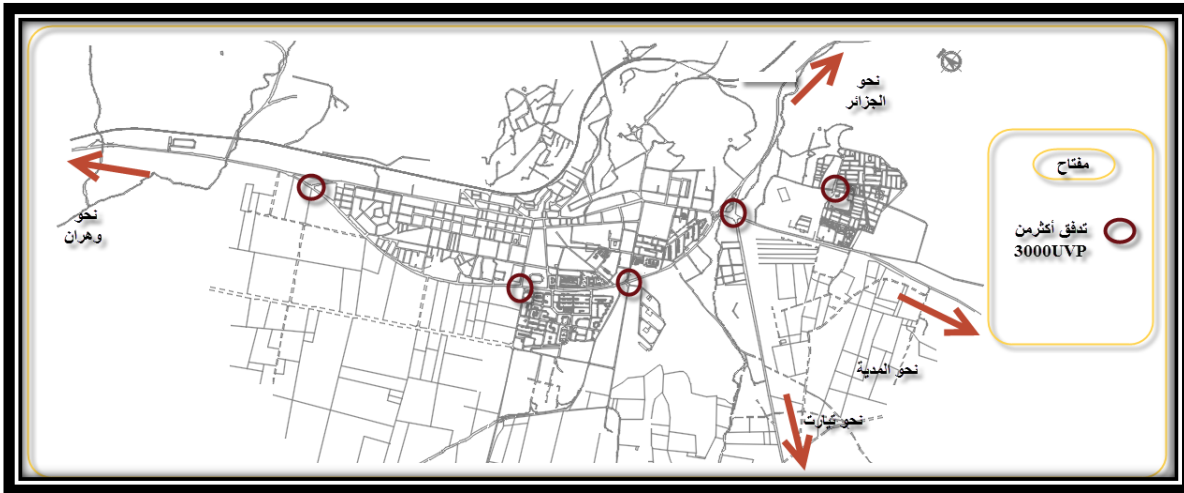 نحو
الجزائر
مفتاح
تدفق أكثرمن
3000UVP
نحو
وهران
نحو المدية
نحو تيارت